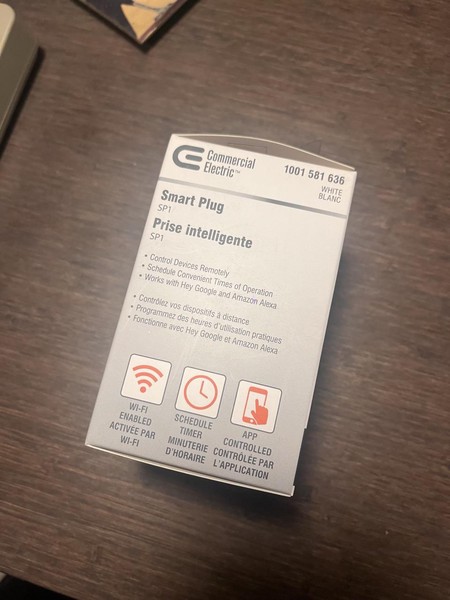 Commercial
Electric™
1001 581 636
WHITE
BLANC
Smart Plug
SP1
Prise intelligente
SP1
• Control Devices Remotely
• Schedule Convenient Times of Operation
• Works with Hey Google and Amazon Alexa
• Contrôlez vos dispositifs à distance
• Programmez des heures d'utilisation pratiques
• Fonctionne avec Hey Google et Amazon Alexa
WI-FI
ENABLED
ACTIVÉE PAR
WI-FI
SCHEDULE
TIMER
MINUTERIE
D'HORAIRE
APP
CONTROLLED
CONTRÔLÉE PAR
L'APPLICATION